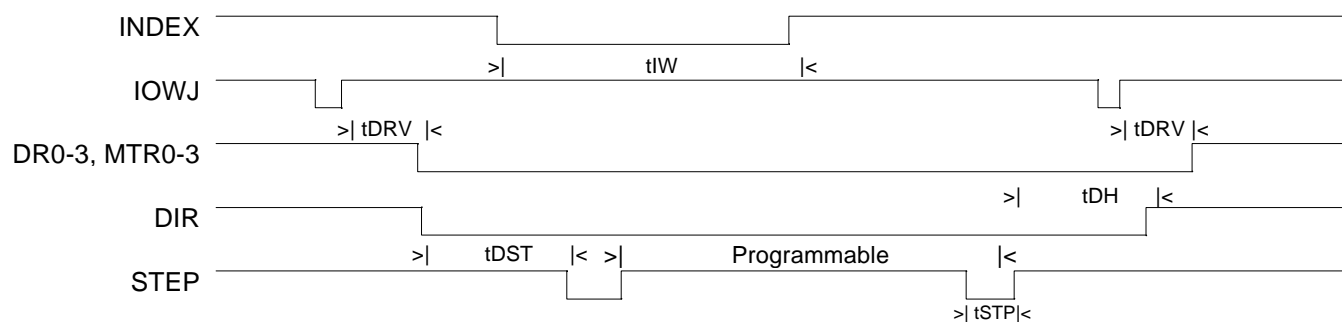 INDEX
>| tIW |<
IOWJ
>| tDRV |< >| tDRV |<
DR0-3, MTR0-3
>| tDH |<
DIR
>| tDST |< >| Programmable |<
STEP
>| tSTP|<